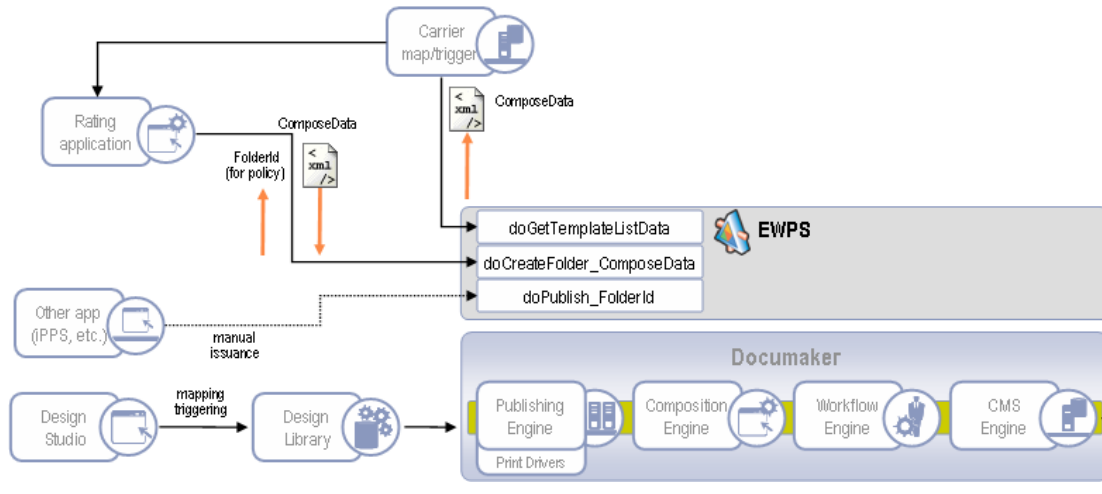 Carrier
map/trigger
< xml />
ComposeData
Rating
application
ComposeData
< xml />
FolderId
(for policy)
doGetTemplateListData
EWPS
doCreateFolder_ComposeData
doPublish_FolderId
Other app
(iPPS, etc.)
manual
issuance
Documaker
mapping
triggering
Design
Studio
Design
Library
Publishing
Engine
Print Drivers
Composition
Engine
Workflow
Engine
CMS
Engine